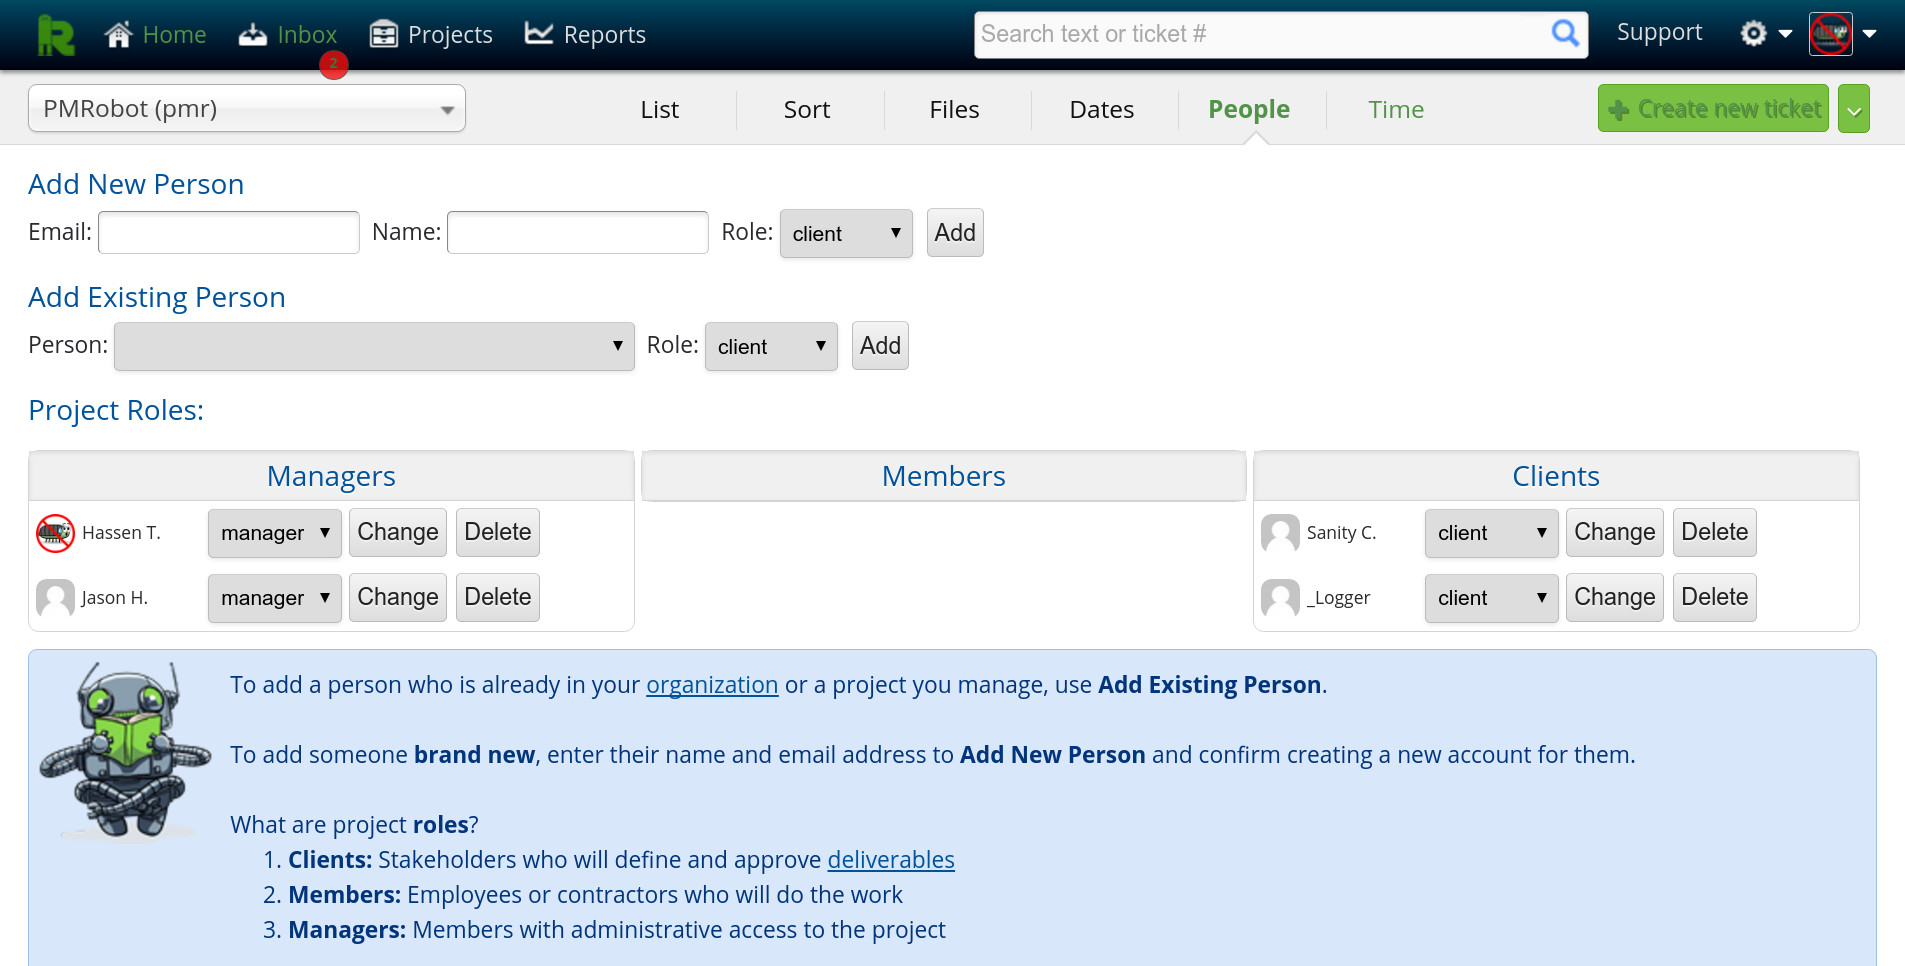 R Home Inbox 2 Projects Reports Search text or ticket # Support
PMRobot (pmr) List Sort Files Dates People Time Create new ticket
Add New Person
Email: Name: Role: client Add
Add Existing Person
Person: Role: client Add
Project Roles:
Managers Members Clients
Hassen T. manager Change Delete Sanity C. client Change Delete
Jason H. manager Change Delete _Logger client Change Delete
To add a person who is already in your organization or a project you manage, use Add Existing Person.
To add someone brand new, enter their name and email address to Add New Person and confirm creating a new account for them.
What are project roles?
1. Clients: Stakeholders who will define and approve deliverables
2. Members: Employees or contractors who will do the work
3. Managers: Members with administrative access to the project